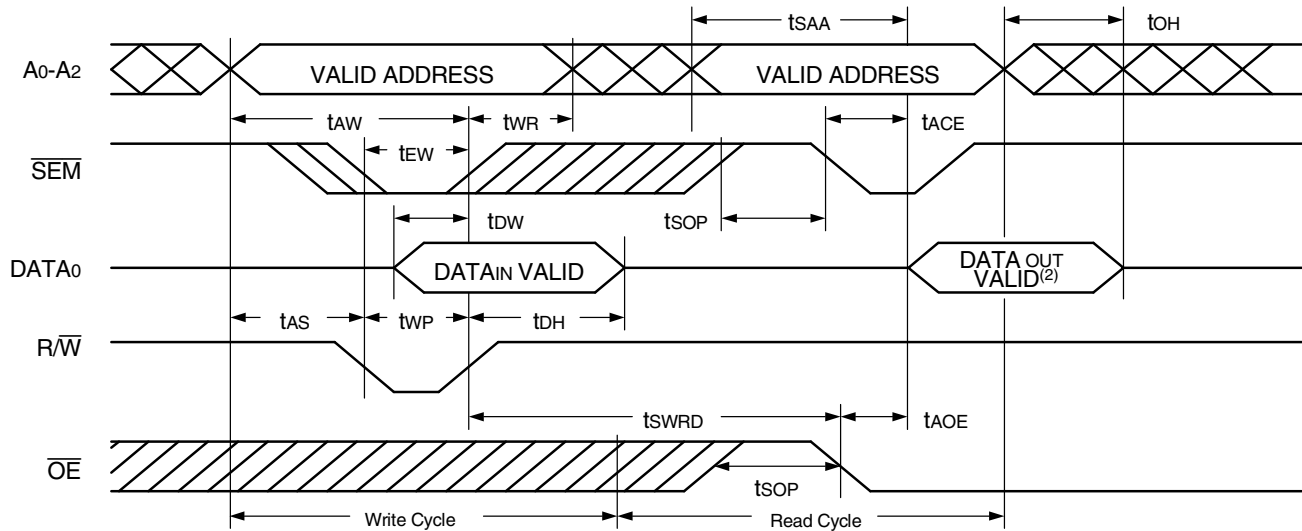 tSAA
tOH
A0-A2
VALID ADDRESS
VALID ADDRESS
tAW
tWR
tACE
tEW
SEM
tDW
tSOP
DATA0
DATAIN VALID
DATA OUT
VALID(2)
tAS
tWP
tDH
R/W
tSWRD
tAOE
OE
tSOP
Write Cycle
Read Cycle